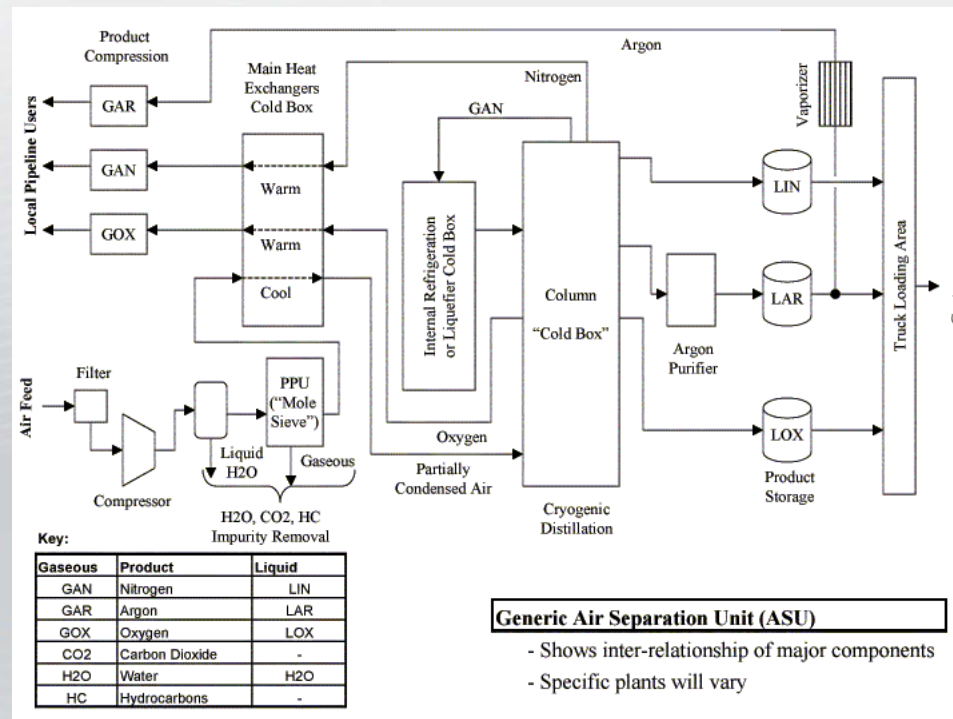 Product
Compression
Argon
Main Heat
Exchangers
Cold Box
Nitrogen
GAN
Vaporizer
Local Pipeline Users
GAR
GAN
GOX
Warm
Warm
Cool
Internal Refrigeration
or Liquefier Cold Box
Column
“Cold Box”
LIN
LAR
LOX
Argon
Purifier
Truck Loading Area
Air Feed
Filter
Compressor
PPU
(“Mole
Sieve”)
Liquid
H2O
Gaseous
Oxygen
Partially
Condensed Air
Product
Storage
Cryogenic
Distillation
H2O, CO2, HC
Impurity Removal
Key:
Gaseous Product Liquid
GAN Nitrogen LIN
GAR Argon LAR
GOX Oxygen LOX
CO2 Carbon Dioxide -
H2O Water H2O
HC Hydrocarbons -
Generic Air Separation Unit (ASU)
- Shows inter-relationship of major components
- Specific plants will vary